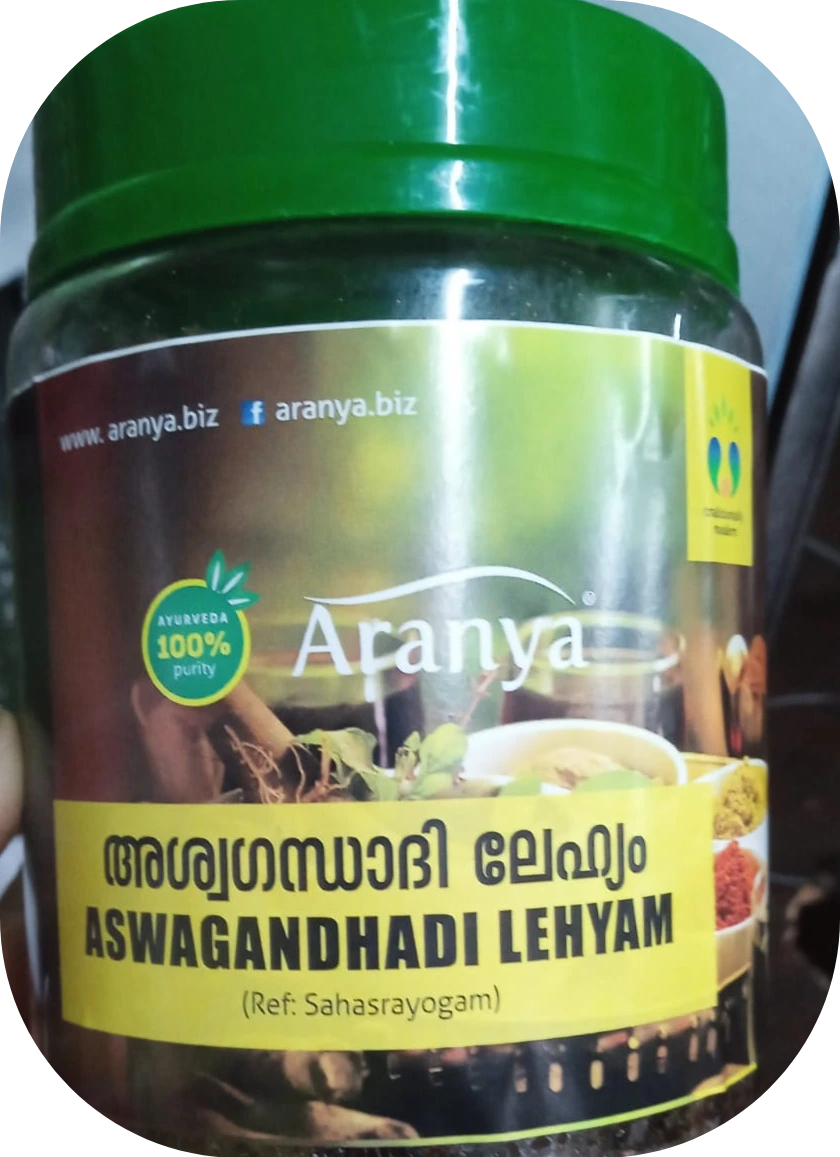 www. aranya.biz f aranya.biz
AYURVEDA
100%
purity
Aranya®
അശ്വഗന്ധാദി ലേഹ്യം
ASWAGANDHADI LEHYAM
(Ref: Sahasrayogam)